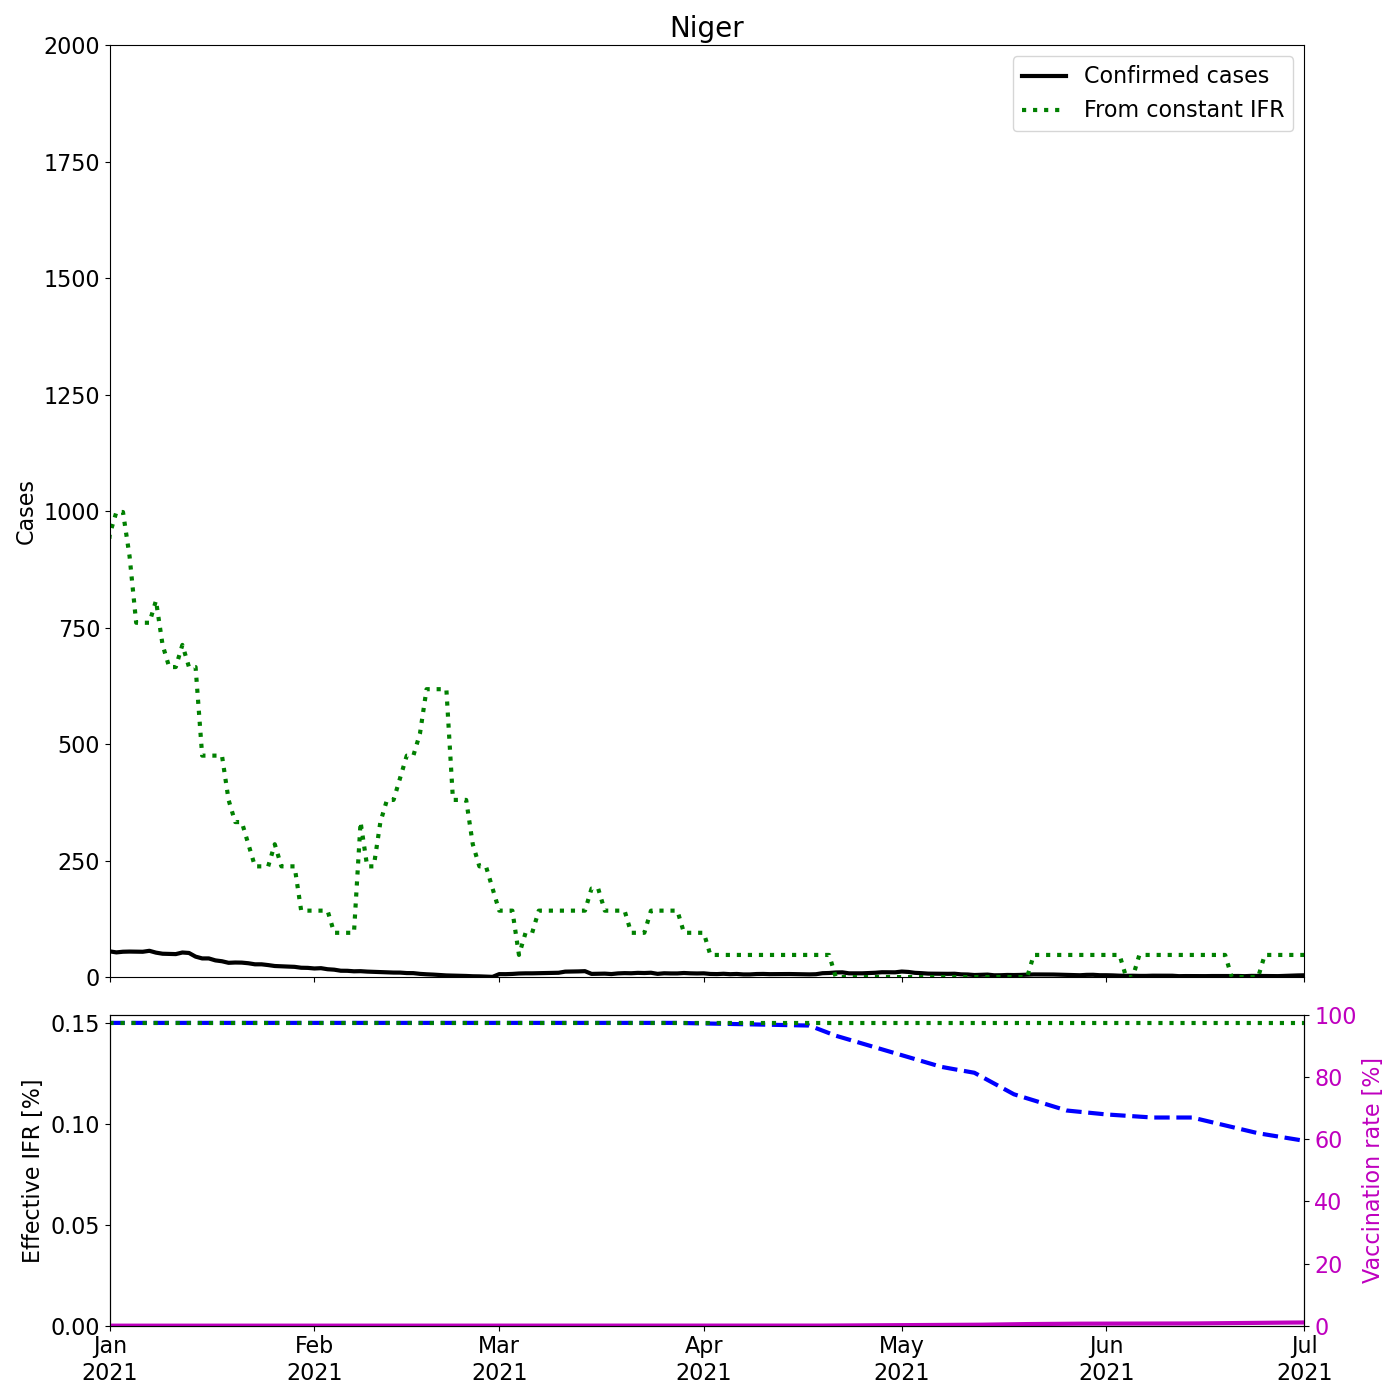 Niger
2000
1750
1500
1250
1000
750
500
250
0
Cases
Confirmed cases
From constant IFR
0.15
0.10
0.05
0.00
Effective IFR [%]
100
80
60
40
20
0
Vaccination rate [%]
Jan Feb Mar Apr May Jun Jul
2021 2021 2021 2021 2021 2021 2021